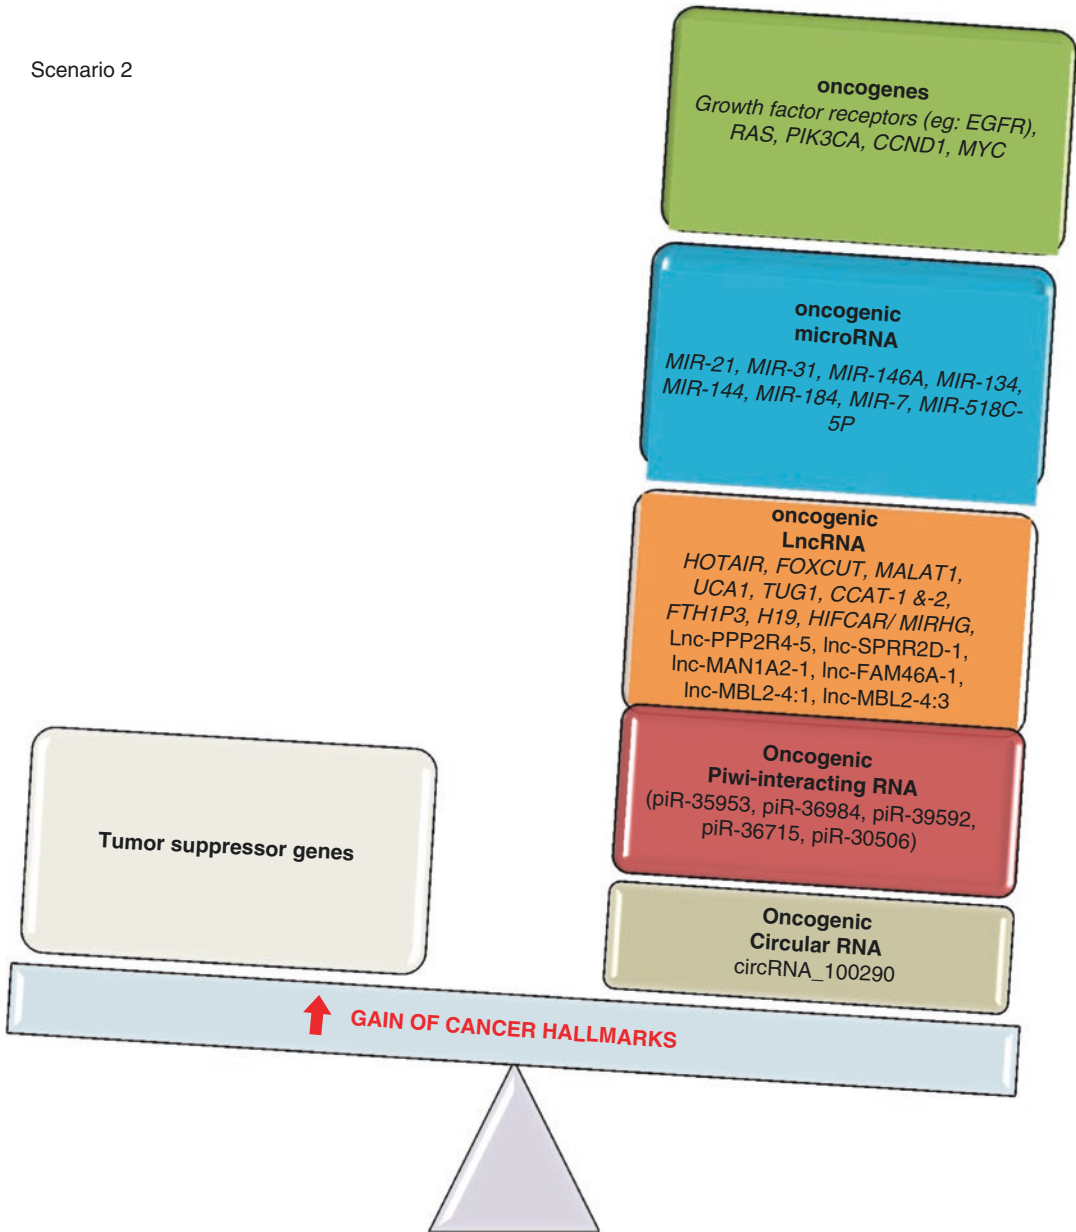 Scenario 2
oncogenes
Growth factor receptors (eg: EGFR),
RAS, PIK3CA, CCND1, MYC
oncogenic
microRNA
MIR-21, MIR-31, MIR-146A, MIR-134,
MIR-144, MIR-184, MIR-7, MIR-518C-
5P
oncogenic
LncRNA
HOTAIR, FOXCUT, MALAT1,
UCA1, TUG1, CCAT-1 &-2,
FTH1P3, H19, HIFCAR/ MIRHG,
Lnc-PPP2R4-5, lnc-SPRR2D-1,
lnc-MAN1A2-1, lnc-FAM46A-1,
lnc-MBL2-4:1, lnc-MBL2-4:3
Oncogenic
Piwi-interacting RNA
(piR-35953, piR-36984, piR-39592,
piR-36715, piR-30506)
Tumor suppressor genes
Oncogenic
Circular RNA
circRNA_100290
GAIN OF CANCER HALLMARKS